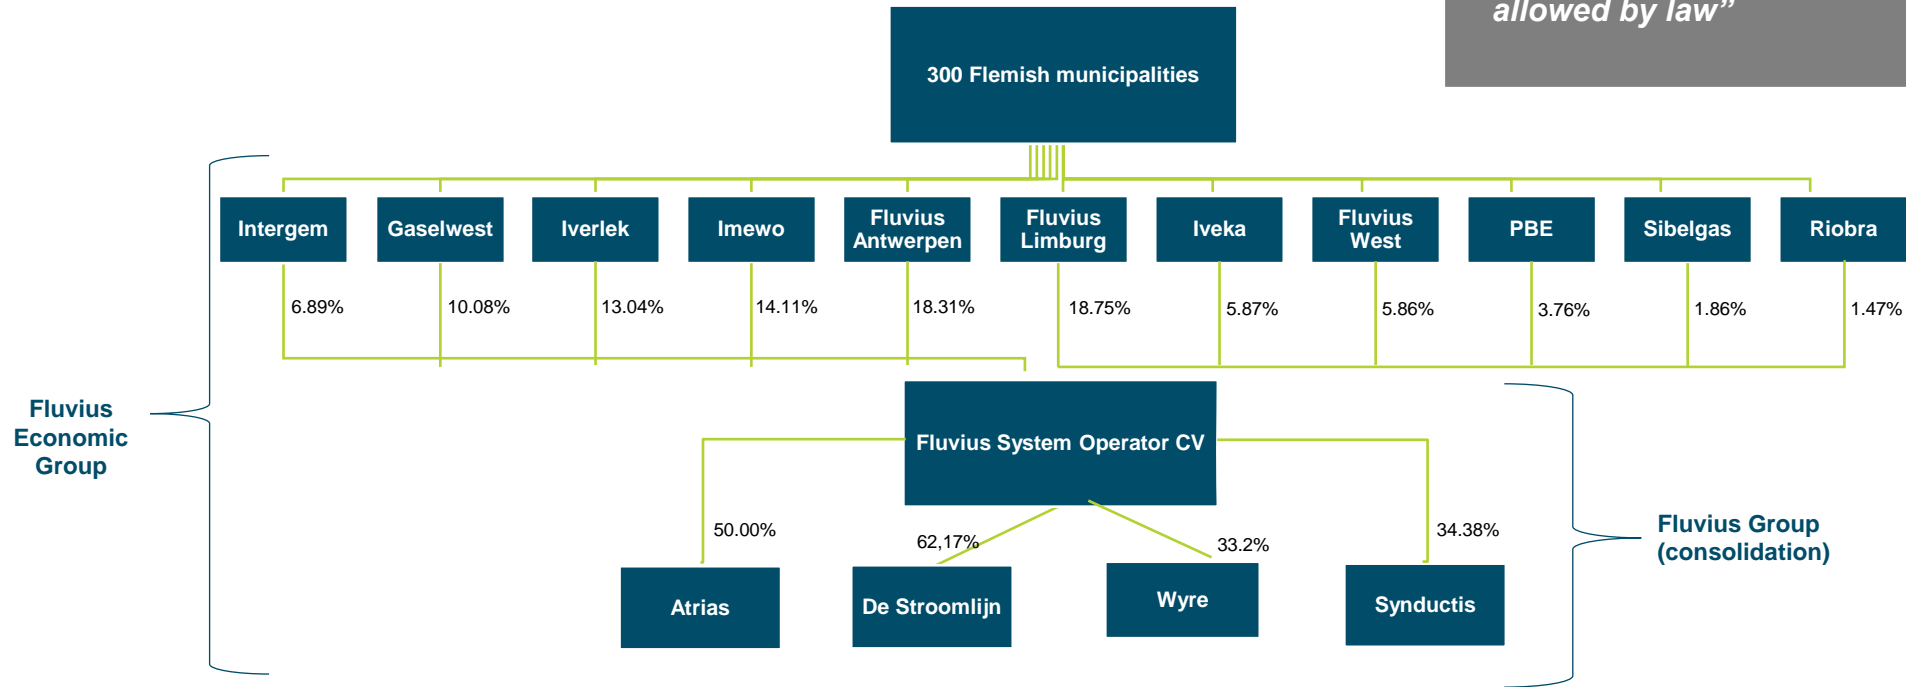 allowed by law”
300 Flemish municipalities
Intergem
Gaselwest
Iverlek
Imewo
Fluvius
Antwerpen
Fluvius
Limburg
Iveka
Fluvius
West
PBE
Sibelgas
Riobra
6.89%
10.08%
13.04%
14.11%
18.31%
18.75%
5.87%
5.86%
3.76%
1.86%
1.47%
Fluvius
Economic
Group
Fluvius System Operator CV
50.00%
62,17%
33.2%
34.38%
Fluvius Group
(consolidation)
Atrias
De Stroomlijn
Wyre
Synductis